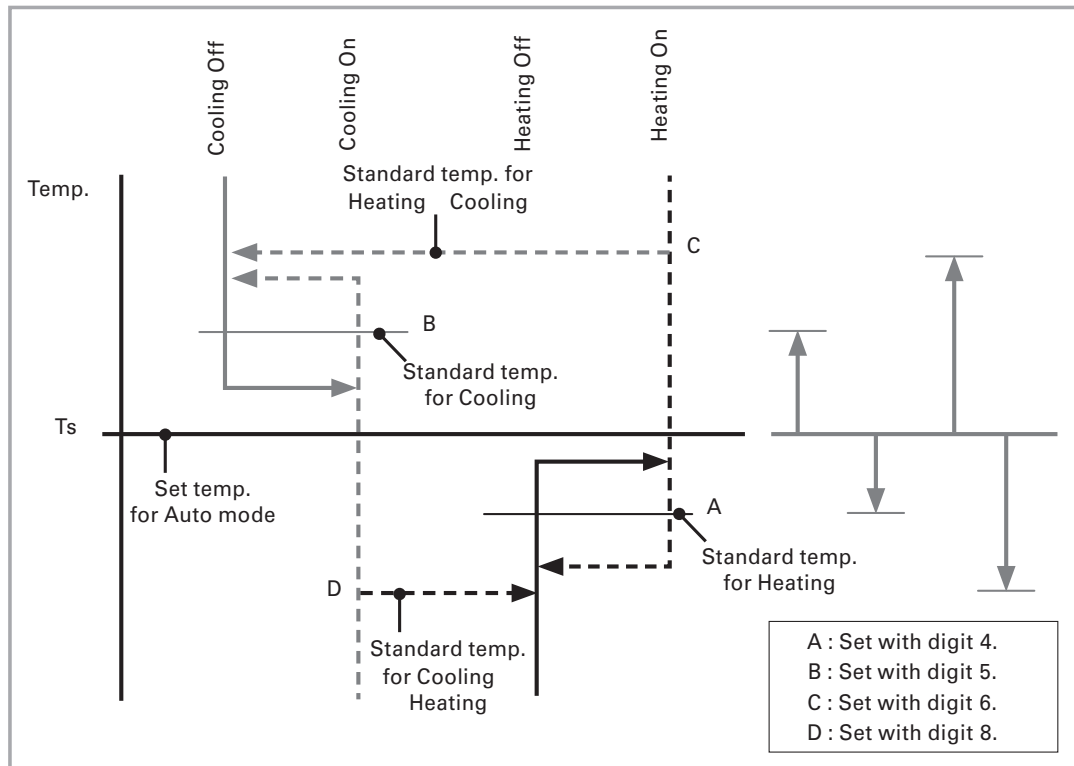 Cooling Off
Cooling On
Heating Off
Heating On
Standard temp. for
Heating Cooling
Temp.
C
B
Standard temp.
for Cooling
Ts
Set temp.
for Auto mode
A
Standard temp.
for Heating
D
Standard temp.
for Cooling
Heating
A : Set with digit 4.
B : Set with digit 5.
C : Set with digit 6.
D : Set with digit 8.